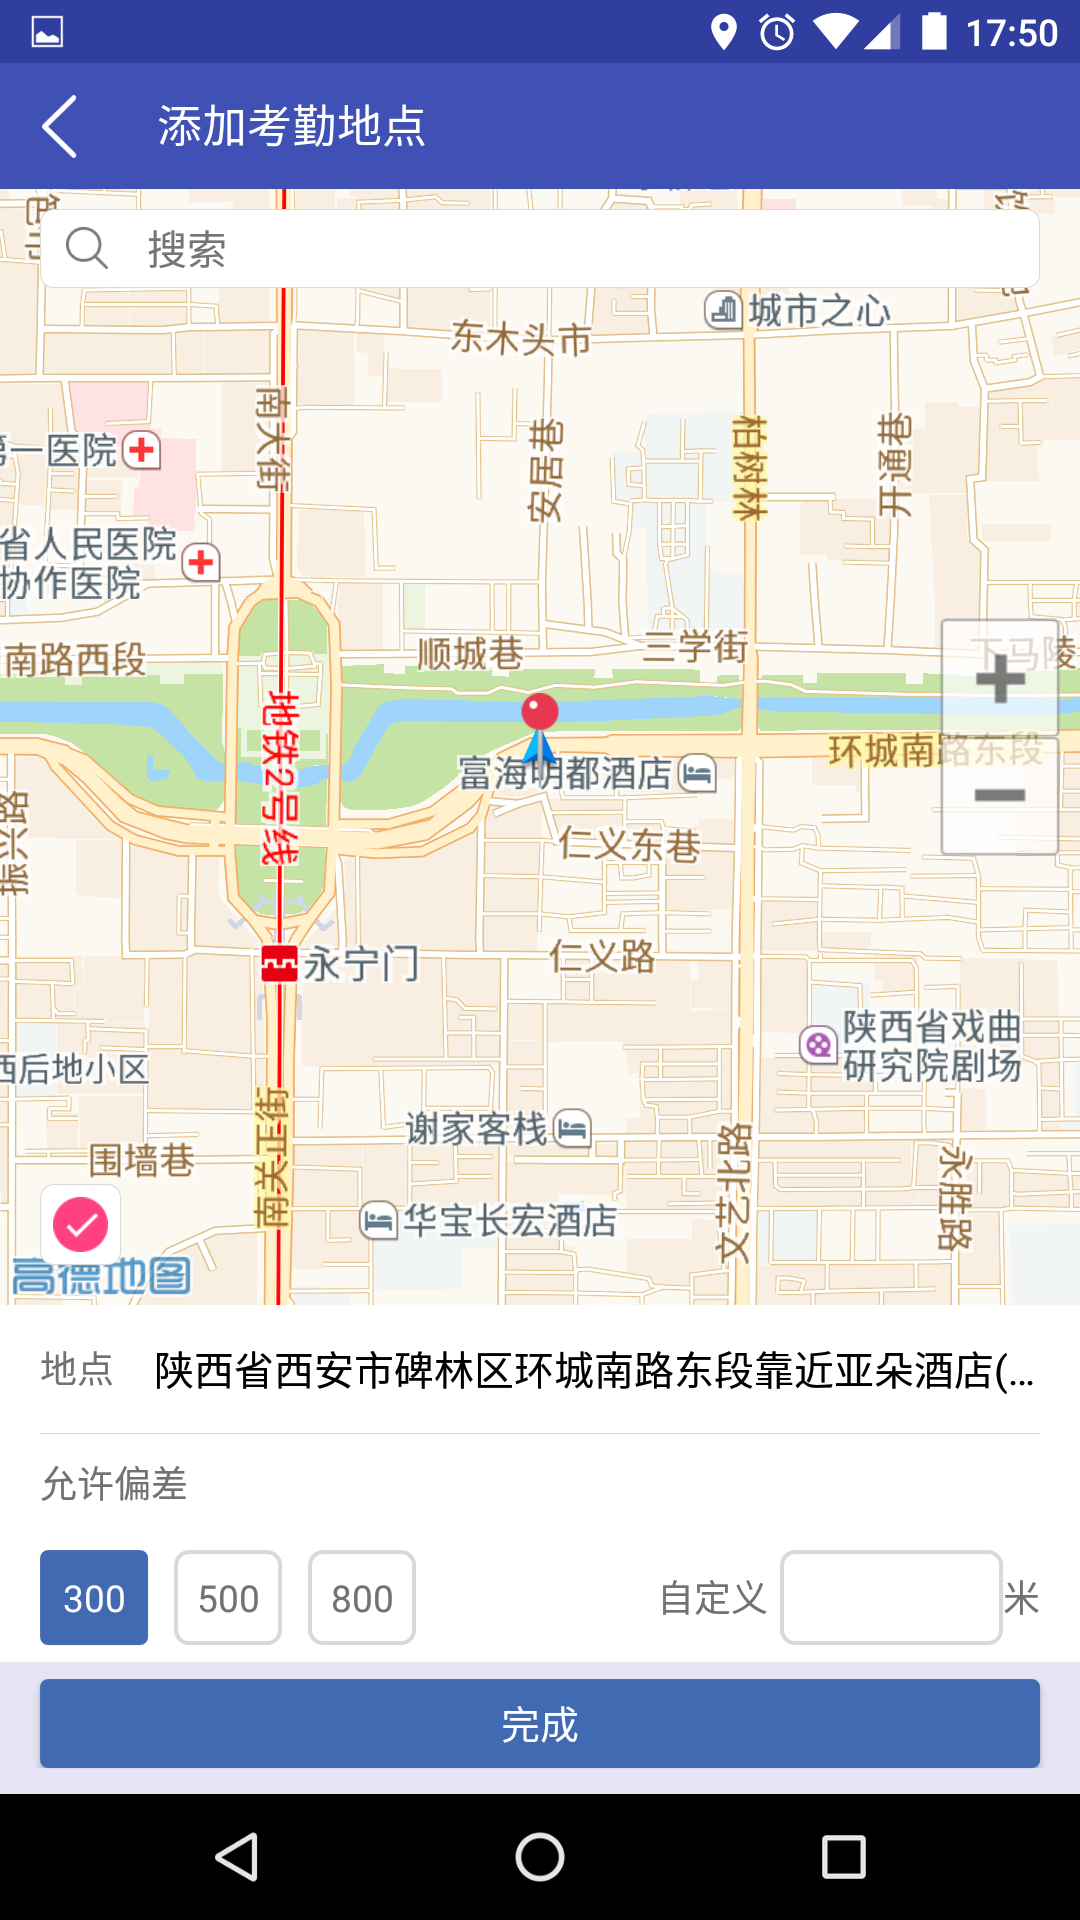 17:50
添加考勤地点
搜索
城市之心
东木头市
南大街
安居巷
柏树林
开通巷
一医院
省人民医院
协作医院
南路西段
顺城巷
三学街
下马陵
地铁2号线
富海明都酒店
环城南路东段
振兴路
仁义东巷
永宁门
仁义路
陕西省戏曲
研究院剧场
西后地小区
南关正街
谢家客栈
围墙巷
文艺北路
永胜路
华宝长宏酒店
高德地图
地点 陕西省西安市碑林区环城南路东段靠近亚朵酒店(...
允许偏差
300 500 800 自定义 米
完成